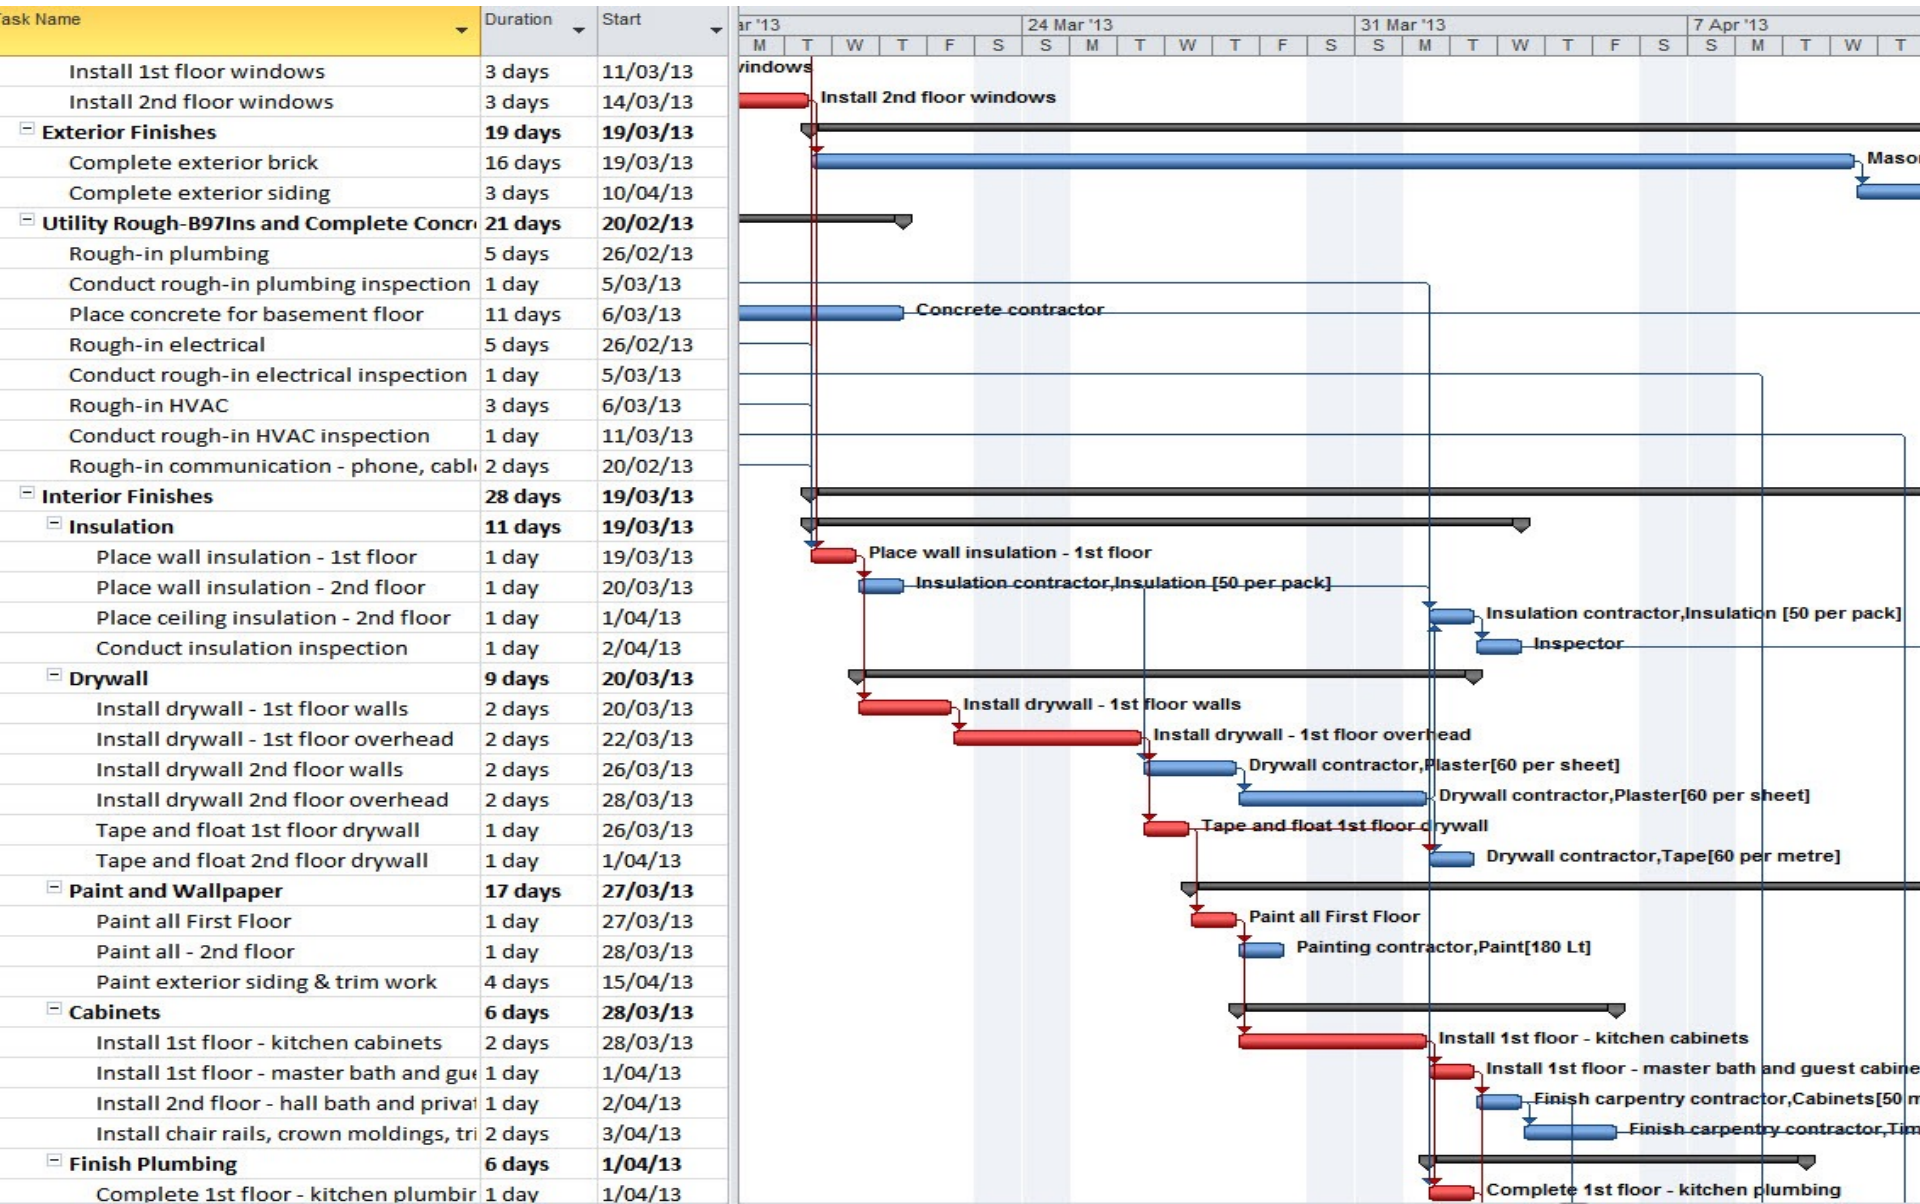 Task Name Duration Start ar '13 24 Mar '13 31 Mar '13 7 Apr '13
M T W T F S S M T W T F S S M T W T F S S M T W T
Install 1st floor windows 3 days 11/03/13 windows
Install 2nd floor windows 3 days 14/03/13 Install 2nd floor windows
Exterior Finishes 19 days 19/03/13
Complete exterior brick 16 days 19/03/13 Maso
Complete exterior siding 3 days 10/04/13
Utility Rough-B97Ins and Complete Concr 21 days 20/02/13
Rough-in plumbing 5 days 26/02/13
Conduct rough-in plumbing inspection 1 day 5/03/13
Place concrete for basement floor 11 days 6/03/13 Concrete contractor
Rough-in electrical 5 days 26/02/13
Conduct rough-in electrical inspection 1 day 5/03/13
Rough-in HVAC 3 days 6/03/13
Conduct rough-in HVAC inspection 1 day 11/03/13
Rough-in communication - phone, cabl 2 days 20/02/13
Interior Finishes 28 days 19/03/13
Insulation 11 days 19/03/13
Place wall insulation - 1st floor 1 day 19/03/13 Place wall insulation - 1st floor
Place wall insulation - 2nd floor 1 day 20/03/13 Insulation contractor,Insulation [50 per pack]
Place ceiling insulation - 2nd floor 1 day 1/04/13 Insulation contractor,Insulation [50 per pack]
Conduct insulation inspection 1 day 2/04/13 Inspector
Drywall 9 days 20/03/13
Install drywall - 1st floor walls 2 days 20/03/13 Install drywall - 1st floor walls
Install drywall - 1st floor overhead 2 days 22/03/13 Install drywall - 1st floor overhead
Install drywall 2nd floor walls 2 days 26/03/13 Drywall contractor,Plaster[60 per sheet]
Install drywall 2nd floor overhead 2 days 28/03/13 Drywall contractor,Plaster[60 per sheet]
Tape and float 1st floor drywall 1 day 26/03/13 Tape and float 1st floor drywall
Tape and float 2nd floor drywall 1 day 1/04/13 Drywall contractor,Tape[60 per metre]
Paint and Wallpaper 17 days 27/03/13
Paint all First Floor 1 day 27/03/13 Paint all First Floor
Paint all - 2nd floor 1 day 28/03/13 Painting contractor,Paint[180 Lt]
Paint exterior siding & trim work 4 days 15/04/13
Cabinets 6 days 28/03/13
Install 1st floor - kitchen cabinets 2 days 28/03/13 Install 1st floor - kitchen cabinets
Install 1st floor - master bath and gue 1 day 1/04/13 Install 1st floor - master bath and guest cabine
Install 2nd floor - hall bath and privat 1 day 2/04/13 Finish carpentry contractor,Cabinets[50 m
Install chair rails, crown moldings, tri 2 days 3/04/13 Finish carpentry contractor,Tim
Finish Plumbing 6 days 1/04/13
Complete 1st floor - kitchen plumbin 1 day 1/04/13 Complete 1st floor - kitchen plumbing